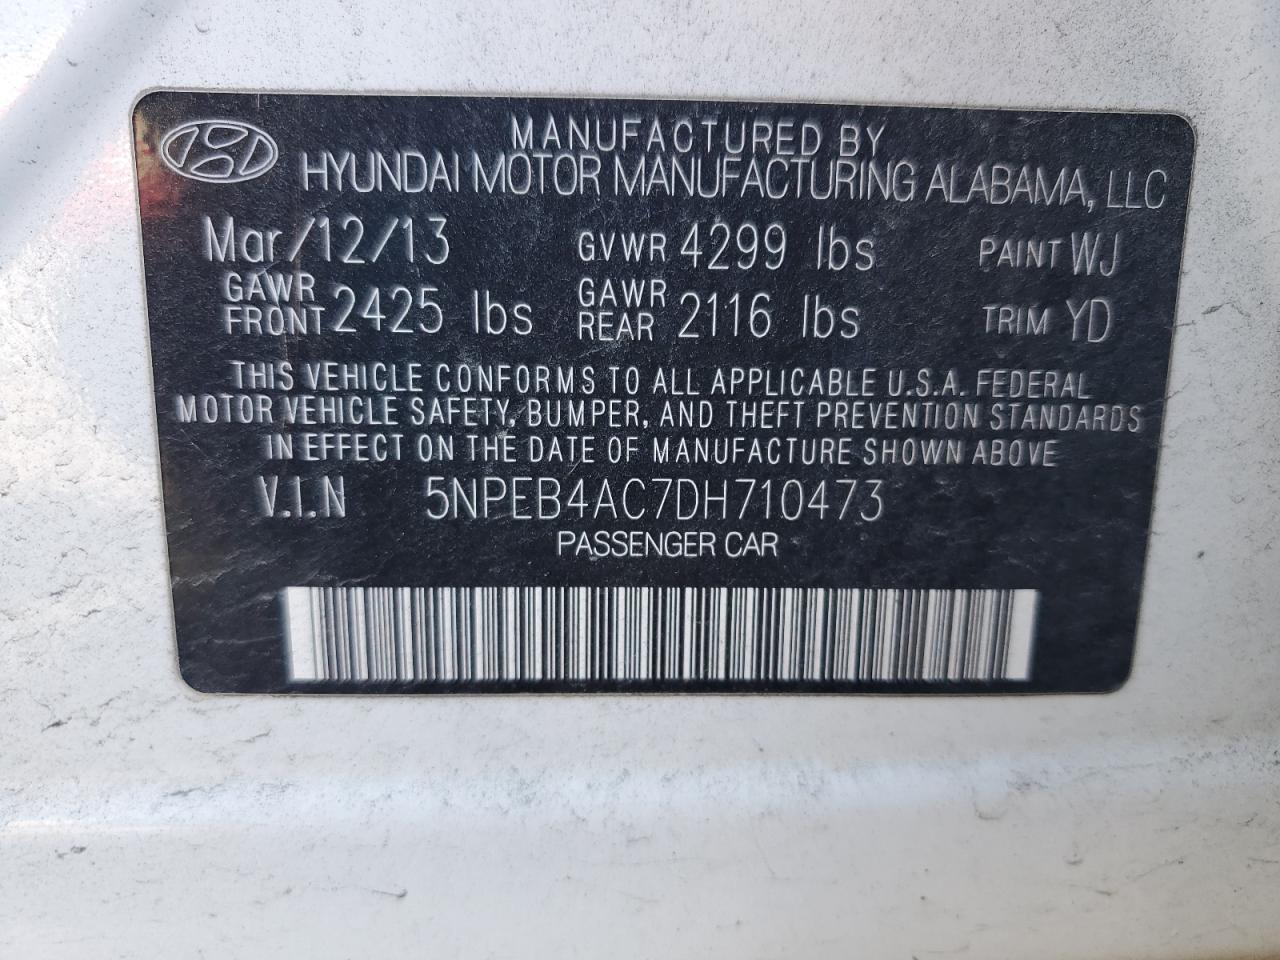 MANUFACTURED BY
HYUNDAI MOTOR MANUFACTURING ALABAMA, LLC
Mar/12/13 GVWR 4299 lbs PAINT WJ
GAWR FRONT 2425 lbs GAWR REAR 2116 lbs TRIM YD
THIS VEHICLE CONFORMS TO ALL APPLICABLE U.S.A. FEDERAL
MOTOR VEHICLE SAFETY, BUMPER, AND THEFT PREVENTION STANDARDS
IN EFFECT ON THE DATE OF MANUFACTURE SHOWN ABOVE
V.I.N 5NPEB4AC7DH710473
PASSENGER CAR